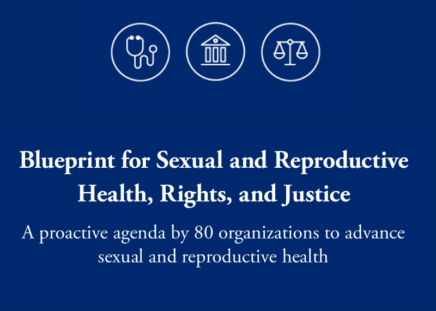 Blueprint for Sexual and Reproductive
Health, Rights, and Justice
A proactive agenda by 80 organizations to advance
sexual and reproductive health